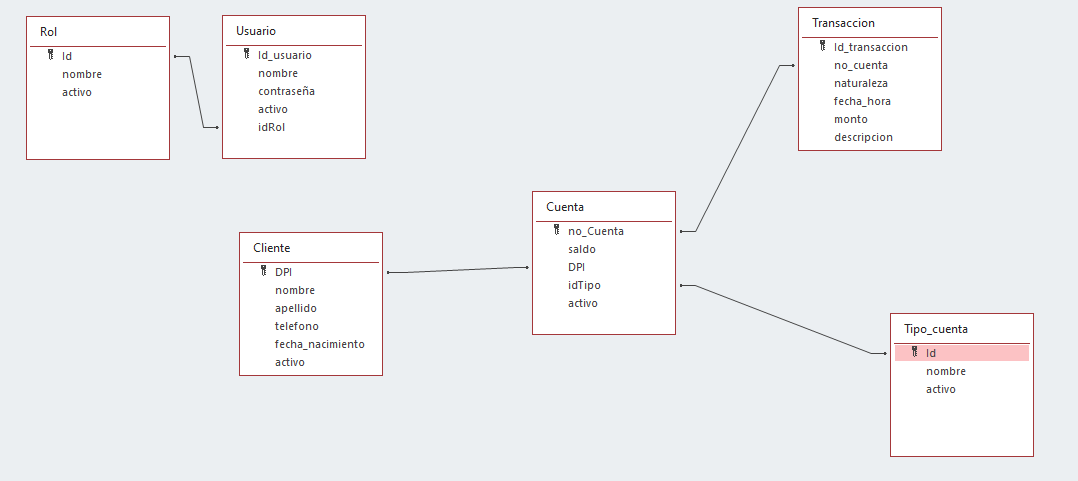 Rol
Id
nombre
activo
Usuario
Id_usuario
nombre
contraseña
activo
idRol
Transaccion
Id_transaccion
no_cuenta
naturaleza
fecha_hora
monto
descripcion
Cliente
DPI
nombre
apellido
telefono
fecha_nacimiento
activo
Cuenta
no_Cuenta
saldo
DPI
idTipo
activo
Tipo_cuenta
Id
nombre
activo